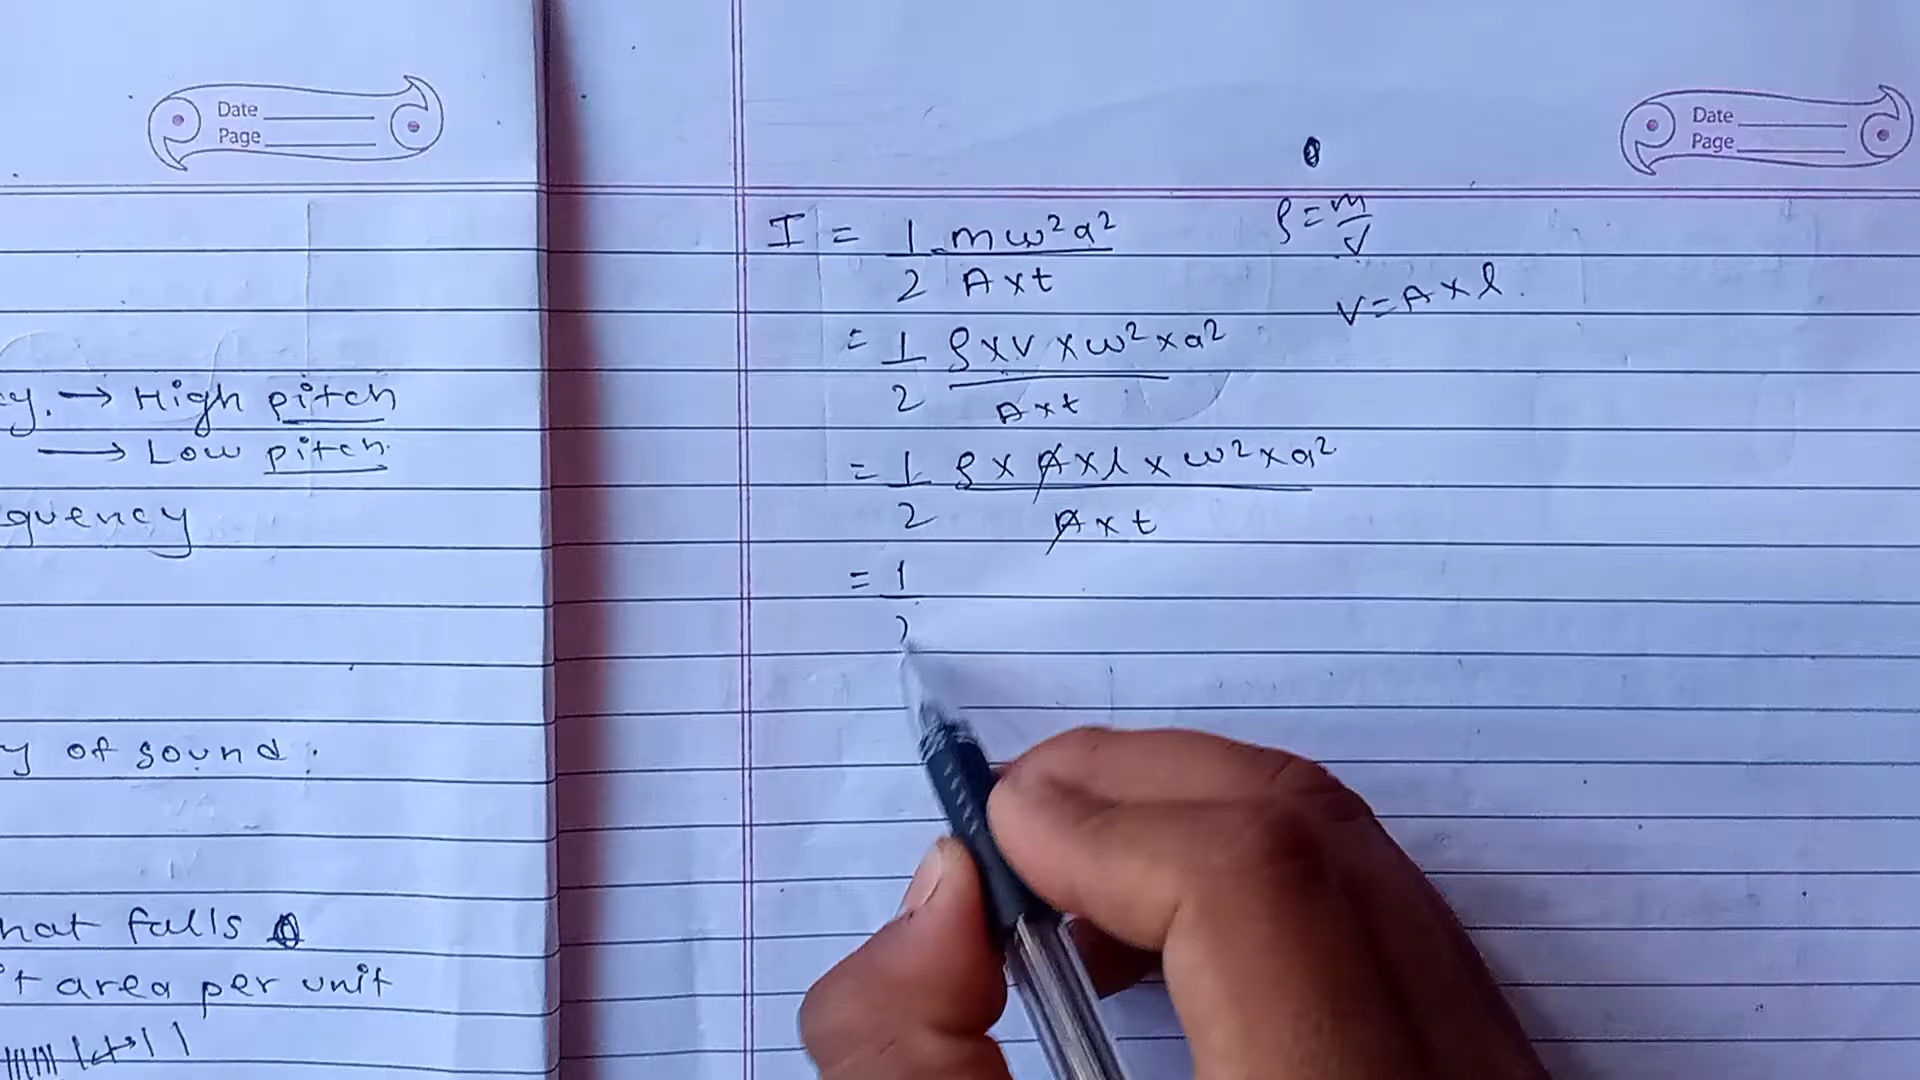 Date
Page
y. → High pitch
→ Low pitch.
quency
y of sound :
hat falls
t area per unit
Date
Page
I = 1/2 mω²a² / A×t
ρ = m/V
V = A × l .
= 1/2 ρ×v×ω²×a² / A×t
= 1/2 ρ × A × l × ω² × a² / A × t
= 1